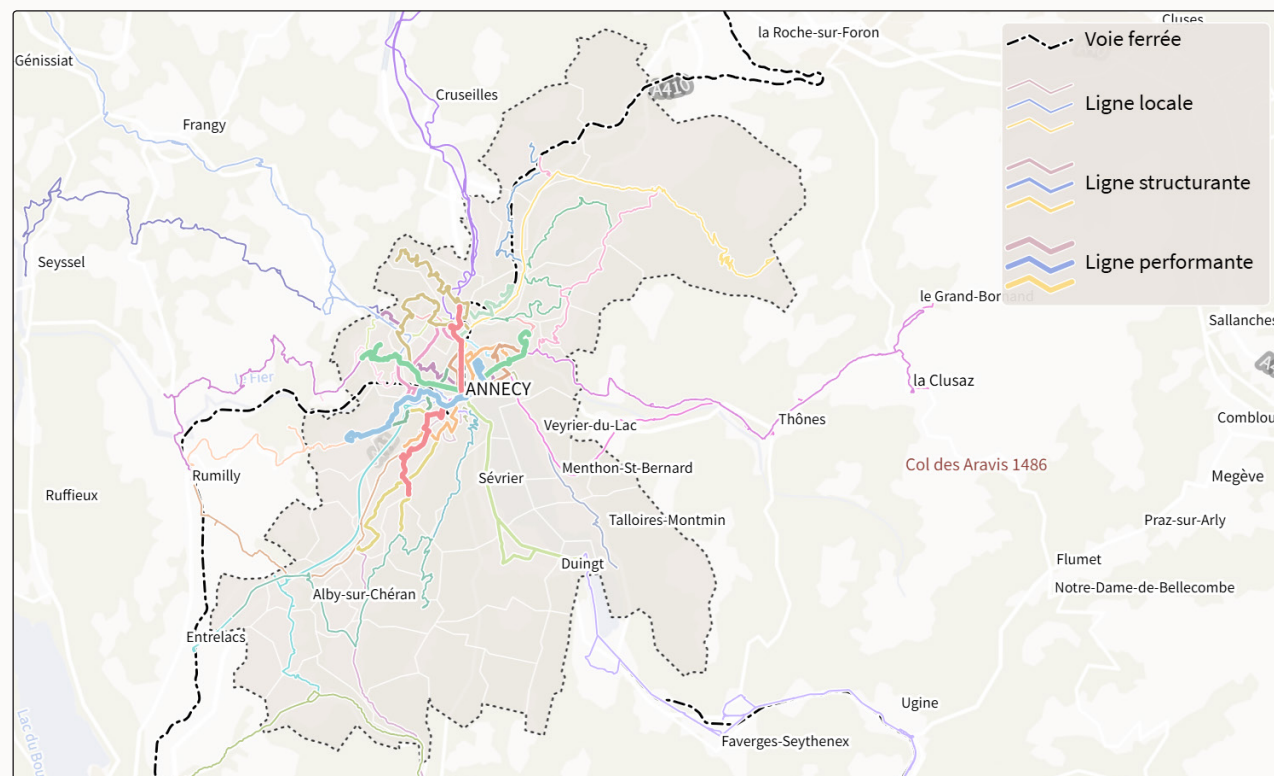 Cluses
la Roche-sur-Foron
Voie ferrée
Génissiat
A410
Cruseilles
Ligne locale
Frangy
Ligne structurante
Seyssel
Ligne performante
le Grand-Bornand
Sallanches
le Fier
ANNECY
la Clusaz
Thônes
Veyrier-du-Lac
Comblou
Menthon-St-Bernard
Col des Aravis 1486
Rumilly
Sévrier
Megève
Ruffieux
Talloires-Montmin
Praz-sur-Arly
Duingt
Flumet
Alby-sur-Chéran
Notre-Dame-de-Bellecombe
Entrelacs
Ugine
Lac du Bou
Faverges-Seythenex